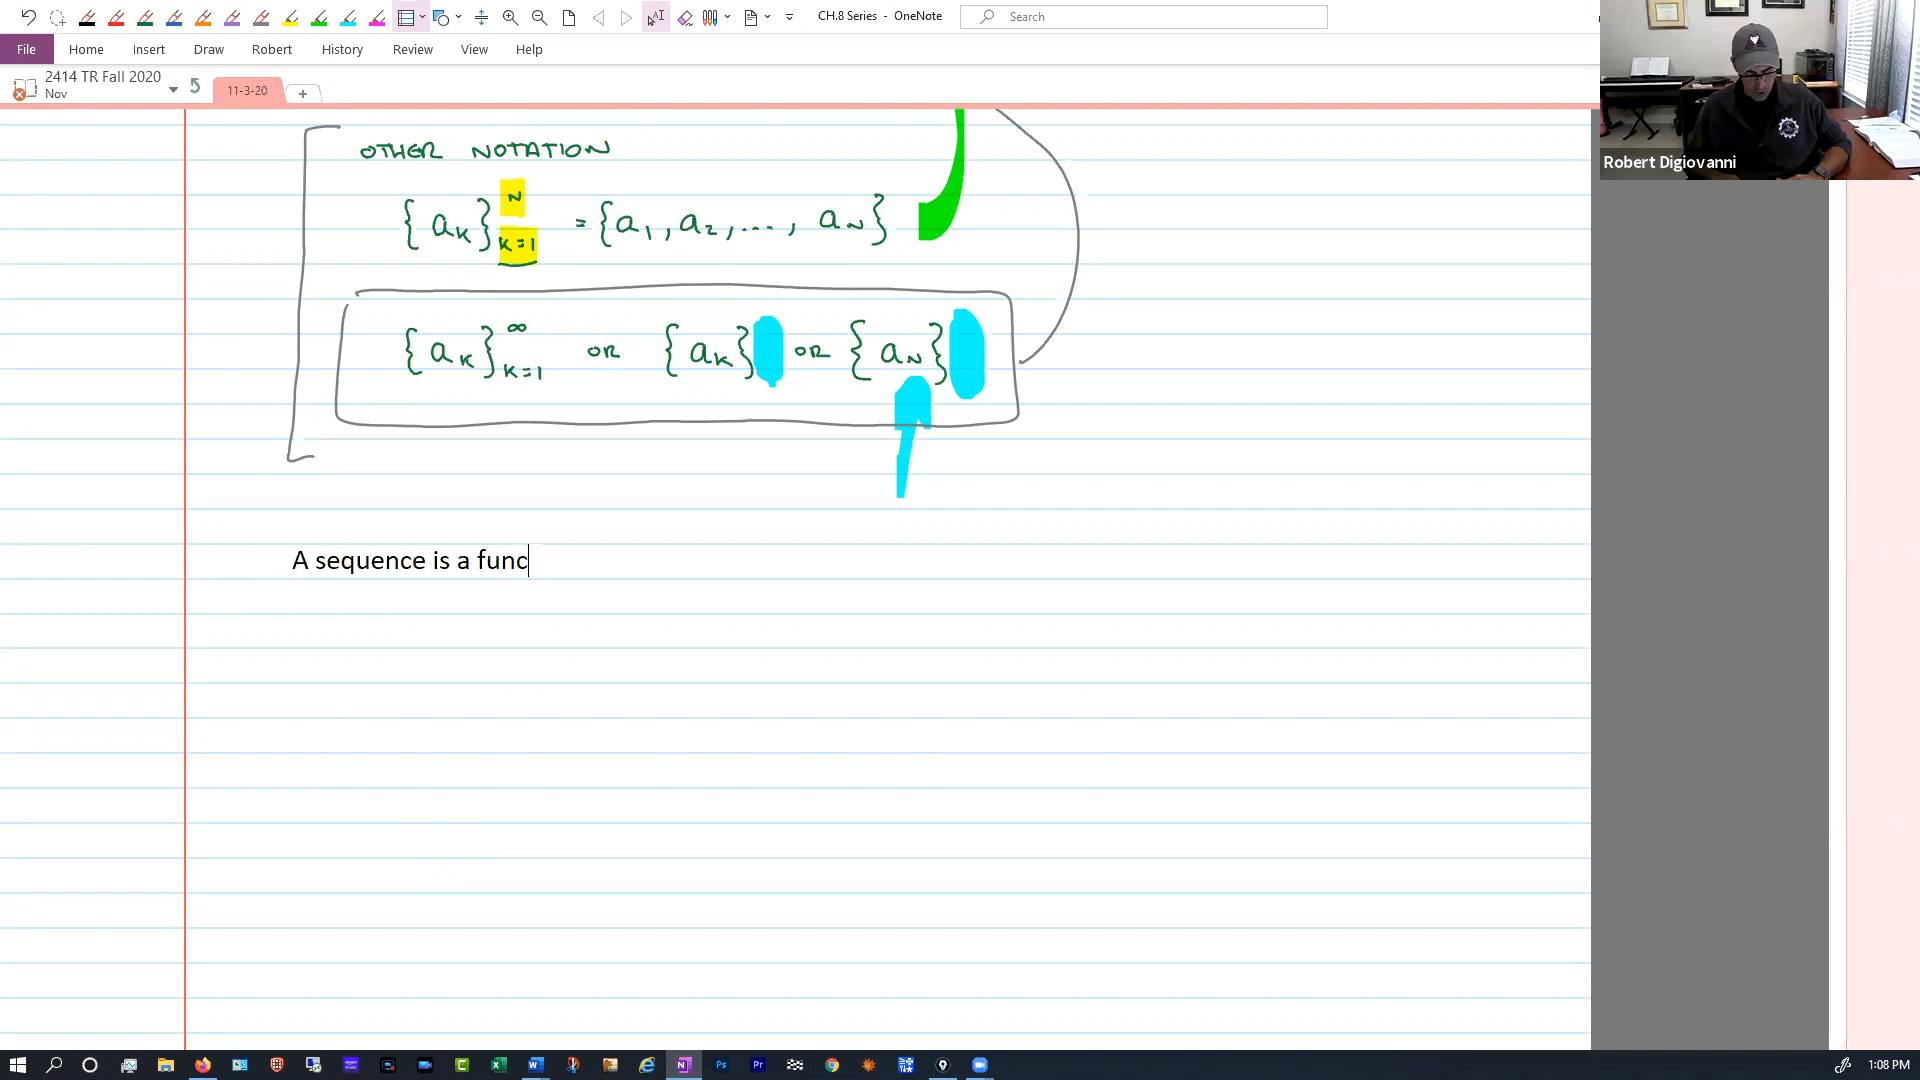 CH.8 Series - OneNote
Search
File Home Insert Draw Robert History Review View Help
2414 TR Fall 2020
Nov
11-3-20
+
OTHER NOTATION
{ aₖ }ᴺₖ₌₁ = { a₁, a₂, ..., a_N }
{ aₖ }^∞ₖ₌₁ OR { aₖ } OR { a_N }
A sequence is a func
Robert Digiovanni
1:08 PM